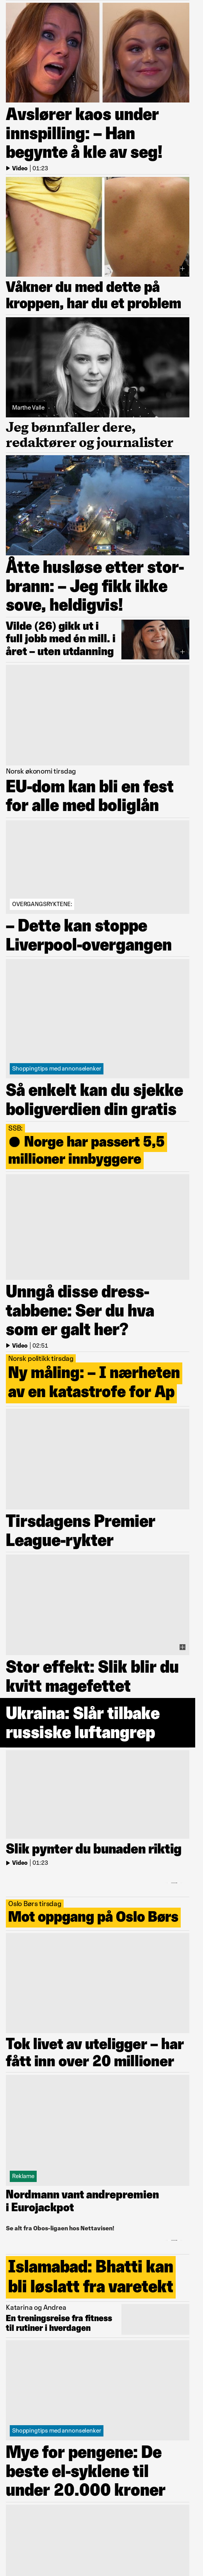 Avslører kaos under
innspilling: – Han
begynte å kle av seg!
Video | 01:23
Våkner du med dette på
kroppen, har du et problem
Marthe Valle
Jeg bønnfaller dere,
redaktører og journalister
Åtte husløse etter stor-
brann: – Jeg fikk ikke
sove, heldigvis!
Vilde (26) gikk ut i
full jobb med én mill. i
året – uten utdanning
Norsk økonomi tirsdag
EU-dom kan bli en fest
for alle med boliglån
OVERGANGSRYKTENE:
– Dette kan stoppe
Liverpool-overgangen
Shoppingtips med annonselenker
Så enkelt kan du sjekke
boligverdien din gratis
SSB:
● Norge har passert 5,5
millioner innbyggere
Unngå disse dress-
tabbene: Ser du hva
som er galt her?
Video | 02:51
Norsk politikk tirsdag
Ny måling: – I nærheten
av en katastrofe for Ap
Tirsdagens Premier
League-rykter
Stor effekt: Slik blir du
kvitt magefettet
Ukraina: Slår tilbake
russiske luftangrep
Slik pynter du bunaden riktig
Video | 01:23
Oslo Børs tirsdag
Mot oppgang på Oslo Børs
Tok livet av uteligger – har
fått inn over 20 millioner
Reklame
Nordmann vant andrepremien
i Eurojackpot
Se alt fra Obos-ligaen hos Nettavisen!
Islamabad: Bhatti kan
bli løslatt fra varetekt
Katarina og Andrea
En treningsreise fra fitness
til rutiner i hverdagen
Shoppingtips med annonselenker
Mye for pengene: De
beste el-syklene til
under 20.000 kroner